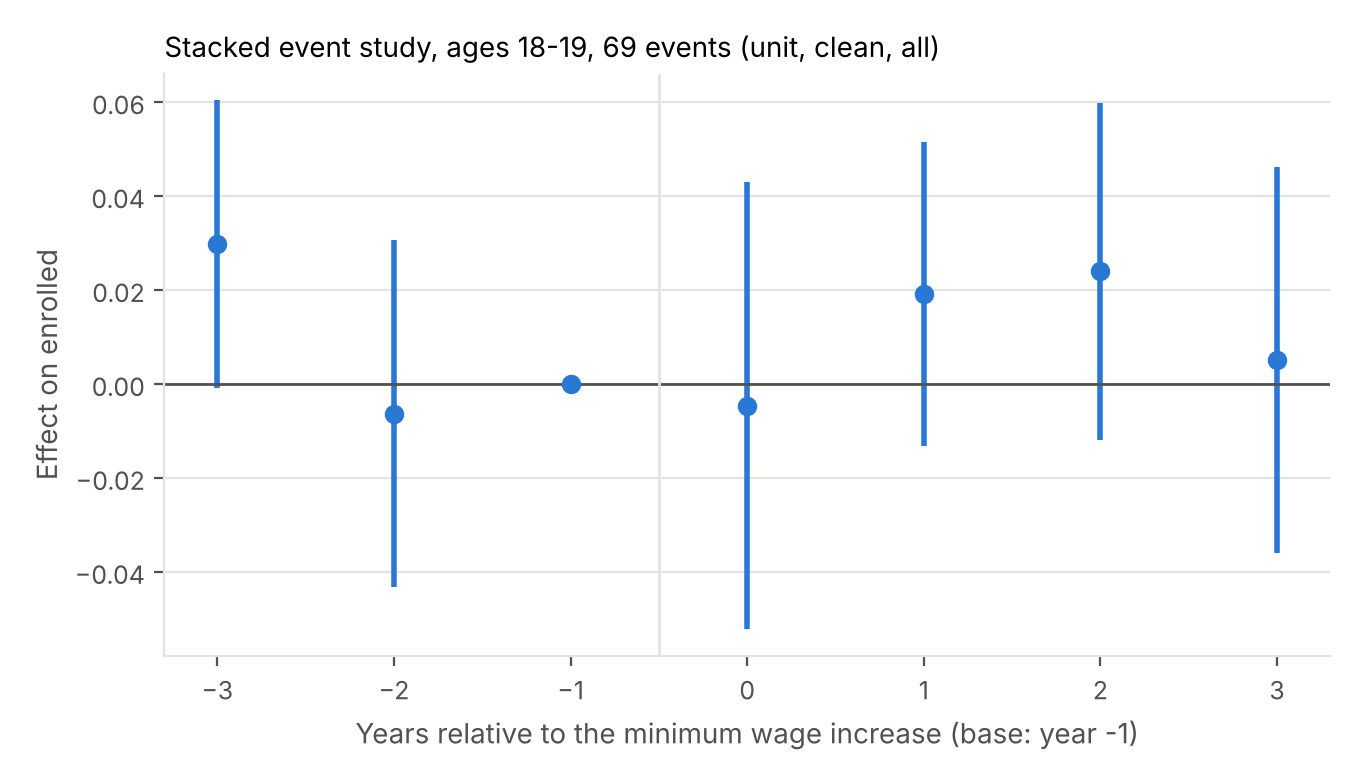 Stacked event study, ages 18-19, 69 events (unit, clean, all)
Effect on enrolled
0.06
0.04
0.02
0.00
−0.02
−0.04
−3 −2 −1 0 1 2 3
Years relative to the minimum wage increase (base: year -1)